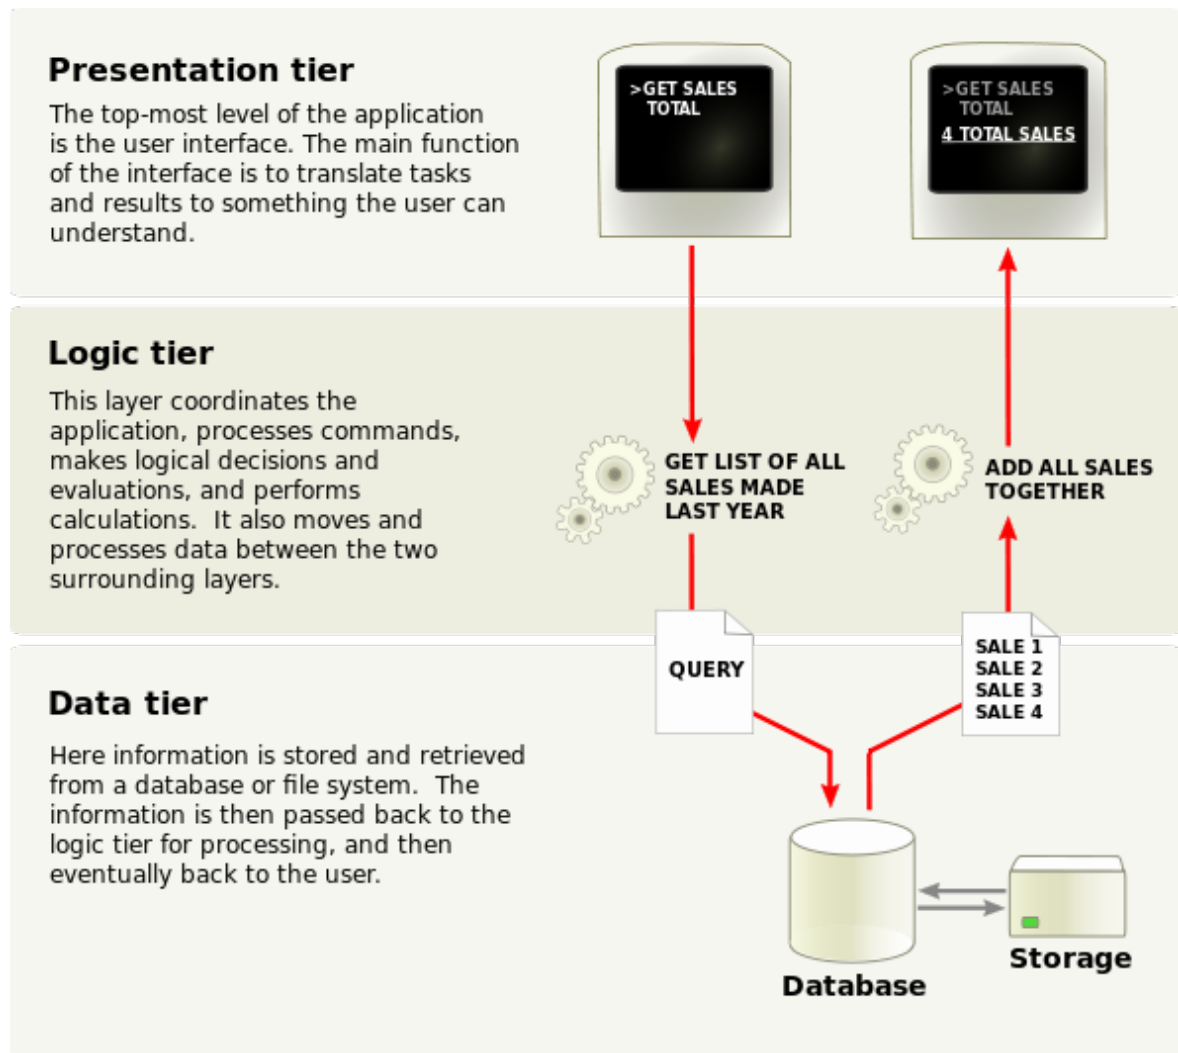 Presentation tier
The top-most level of the application
is the user interface. The main function
of the interface is to translate tasks
and results to something the user can
understand.
>GET SALES
TOTAL
>GET SALES
TOTAL
4 TOTAL SALES
Logic tier
This layer coordinates the
application, processes commands,
makes logical decisions and
evaluations, and performs
calculations.  It also moves and
processes data between the two
surrounding layers.
GET LIST OF ALL
SALES MADE
LAST YEAR
ADD ALL SALES
TOGETHER
QUERY
SALE 1
SALE 2
SALE 3
SALE 4
Data tier
Here information is stored and retrieved
from a database or file system.  The
information is then passed back to the
logic tier for processing, and then
eventually back to the user.
Database
Storage